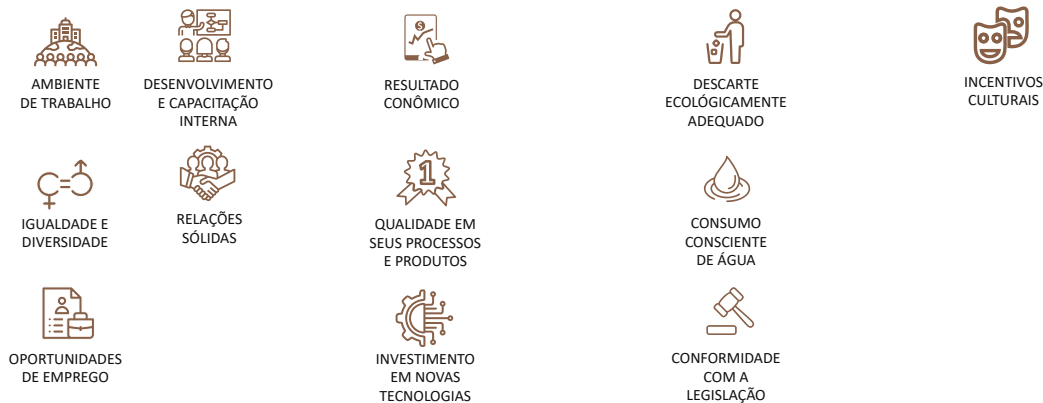 AMBIENTE
DE TRABALHO
DESENVOLVIMENTO
E CAPACITAÇÃO
INTERNA
RESULTADO
CONÔMICO
DESCARTE
ECOLÓGICAMENTE
ADEQUADO
INCENTIVOS
CULTURAIS
IGUALDADE E
DIVERSIDADE
RELAÇÕES
SÓLIDAS
1
QUALIDADE EM
SEUS PROCESSOS
E PRODUTOS
CONSUMO
CONSCIENTE
DE ÁGUA
OPORTUNIDADES
DE EMPREGO
INVESTIMENTO
EM NOVAS
TECNOLOGIAS
CONFORMIDADE
COM A
LEGISLAÇÃO